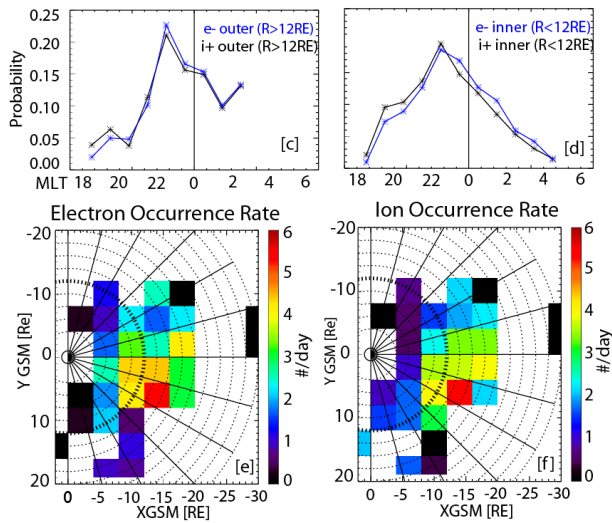 0.25
0.20
0.15
0.10
0.05
0.00
Probability
e- outer (R>12RE)
i+ outer (R>12RE)
[c]
MLT 18 20 22 0 2 4 6
e- inner (R<12RE)
i+ inner (R<12RE)
[d]
18 20 22 0 2 4 6
Electron Occurrence Rate
-20
-10
0
10
20
Y GSM [Re]
[e]
0 -5 -10 -15 -20 -25 -30
XGSM [RE]
6
5
4
3
2
1
0
#/day
Ion Occurrence Rate
-20
-10
0
10
20
Y GSM [Re]
[f]
0 -5 -10 -15 -20 -25 -30
XGSM [RE]
6
5
4
3
2
1
0
#/day